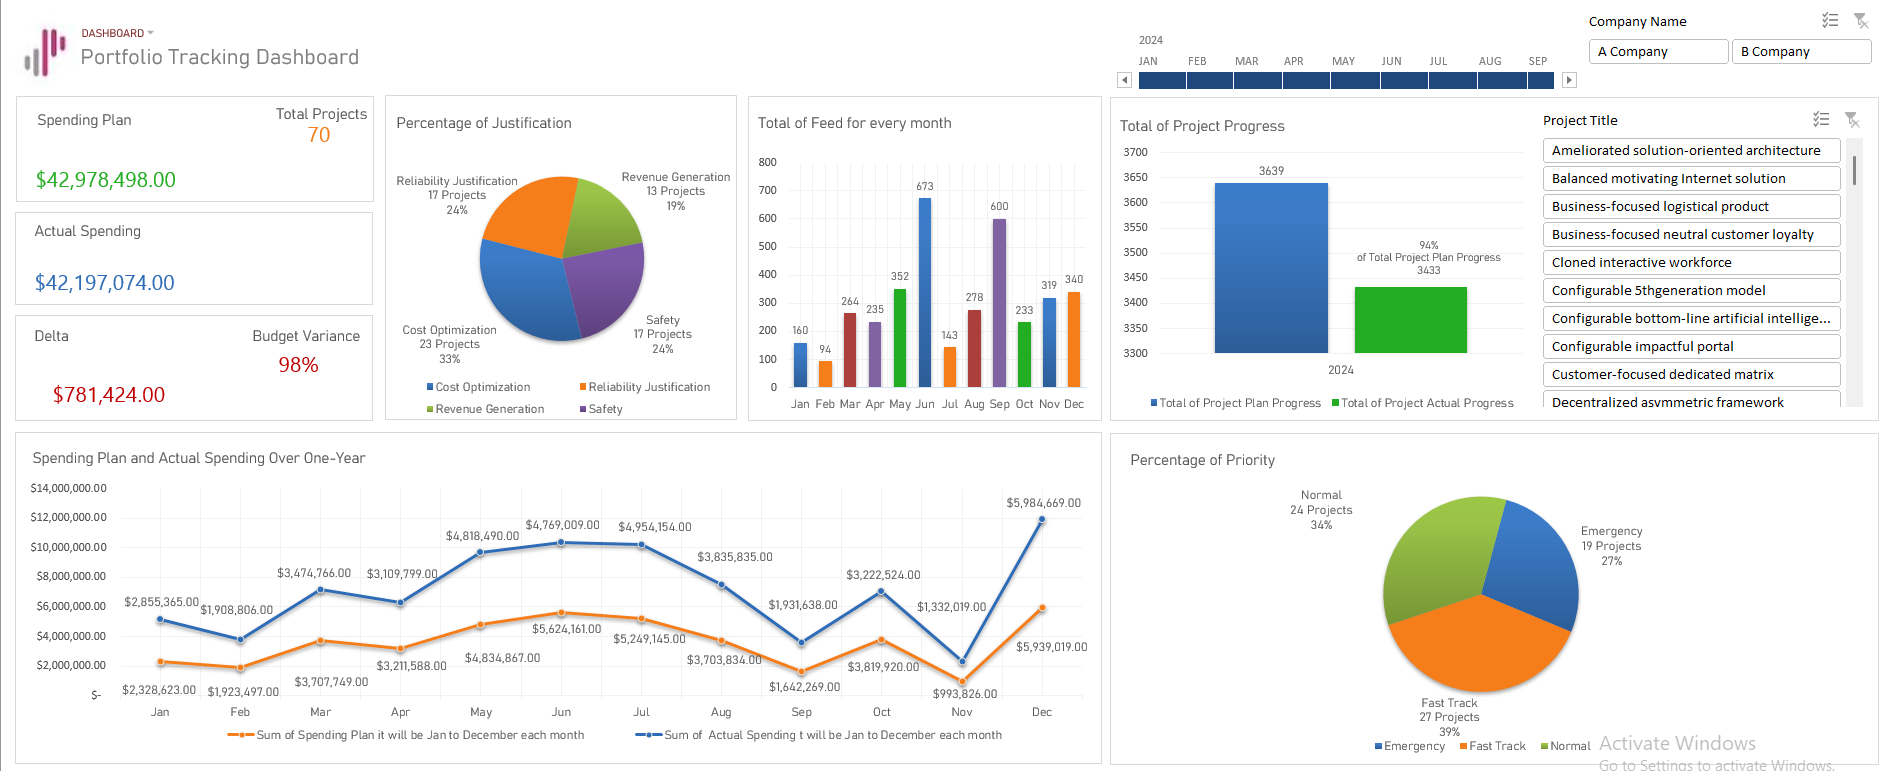 DASHBOARD
Portfolio Tracking Dashboard
2024
JAN FEB MAR APR MAY JUN JUL AUG SEP
Company Name
A Company
B Company
Spending Plan
Total Projects
70
$42,978,498.00
Actual Spending
$42,197,074.00
Delta
Budget Variance
98%
$781,424.00
Percentage of Justification
Reliability Justification
17 Projects
24%
Revenue Generation
13 Projects
19%
Cost Optimization
23 Projects
33%
Safety
17 Projects
24%
Cost Optimization
Reliability Justification
Revenue Generation
Safety
Total of Feed for every month
800
700
600
500
400
300
200
100
0
160
94
264
235
352
673
143
278
600
233
319
340
Jan Feb Mar Apr May Jun Jul Aug Sep Oct Nov Dec
Total of Project Progress
3700
3650
3600
3550
3500
3450
3400
3350
3300
3639
94%
of Total Project Plan Progress
3433
2024
Total of Project Plan Progress
Total of Project Actual Progress
Project Title
Ameliorated solution-oriented architecture
Balanced motivating Internet solution
Business-focused logistical product
Business-focused neutral customer loyalty
Cloned interactive workforce
Configurable 5thgeneration model
Configurable bottom-line artificial intellige...
Configurable impactful portal
Customer-focused dedicated matrix
Decentralized asymmetric framework
Spending Plan and Actual Spending Over One-Year
$14,000,000.00
$12,000,000.00
$10,000,000.00
$8,000,000.00
$6,000,000.00
$4,000,000.00
$2,000,000.00
$-
$2,855,365.00
$1,908,806.00
$3,474,766.00
$3,109,799.00
$4,818,490.00
$4,769,009.00
$4,954,154.00
$3,835,835.00
$1,931,638.00
$3,222,524.00
$1,332,019.00
$5,984,669.00
$2,328,623.00
$1,923,497.00
$3,707,749.00
$3,211,588.00
$4,834,867.00
$5,624,161.00
$5,249,145.00
$3,703,834.00
$1,642,269.00
$3,819,920.00
$993,826.00
$5,939,019.00
Jan Feb Mar Apr May Jun Jul Aug Sep Oct Nov Dec
Sum of Spending Plan it will be Jan to December each month
Sum of Actual Spending t will be Jan to December each month
Percentage of Priority
Normal
24 Projects
34%
Emergency
19 Projects
27%
Fast Track
27 Projects
39%
Emergency
Fast Track
Normal
Activate Windows
Go to Settings to activate Windows.